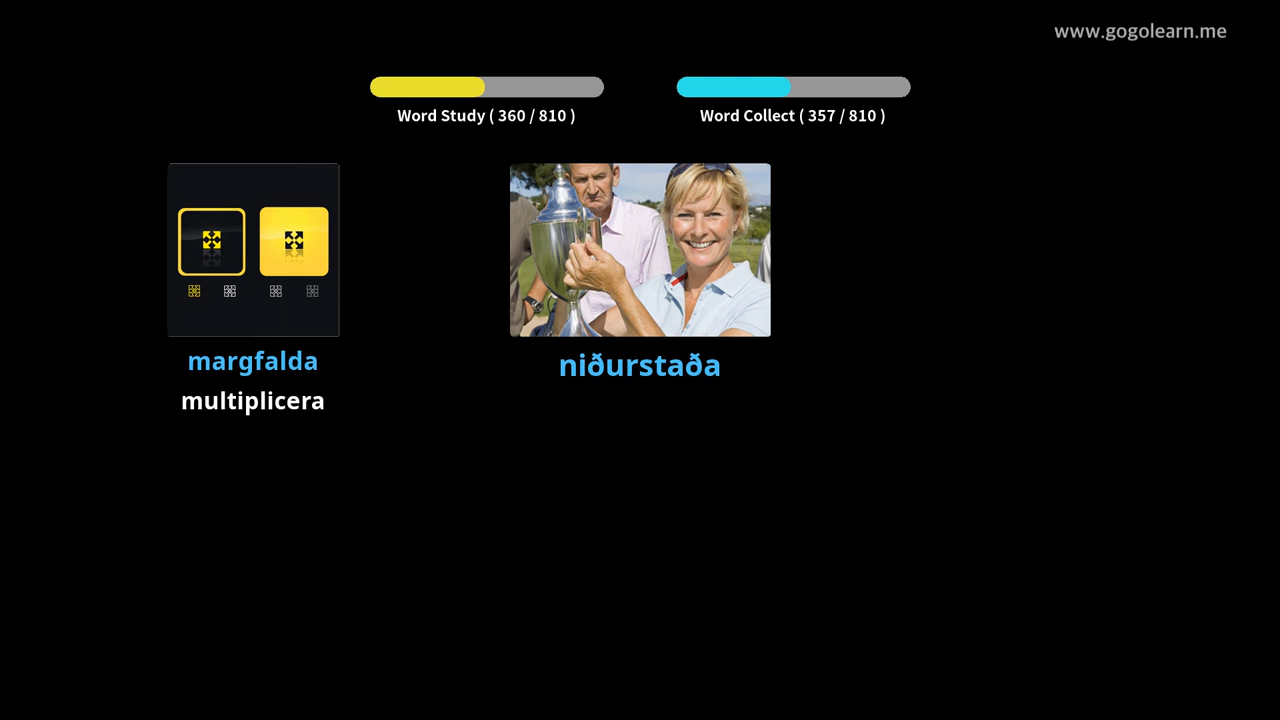 www.gogolearn.me
Word Study ( 360 / 810 )
Word Collect ( 357 / 810 )
margfalda
multiplicera
niðurstaða